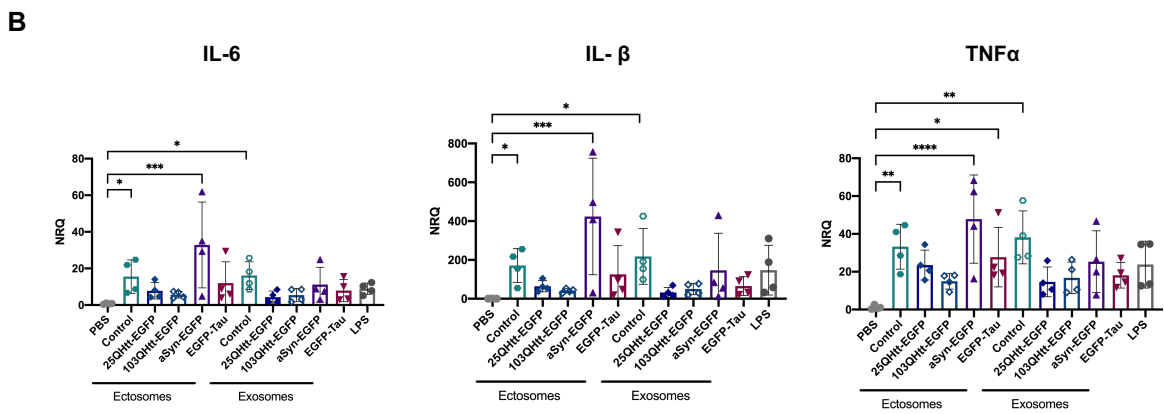 B
IL-6
NRQ
80
60
40
20
0
*
***
*
PBS
Control
25QHtt-EGFP
103QHtt-EGFP
aSyn-EGFP
EGFP-Tau
Control
25QHtt-EGFP
103QHtt-EGFP
aSyn-EGFP
EGFP-Tau
LPS
Ectosomes
Exosomes
IL- β
NRQ
800
600
400
200
0
*
***
*
PBS
Control
25QHtt-EGFP
103QHtt-EGFP
aSyn-EGFP
EGFP-Tau
Control
25QHtt-EGFP
103QHtt-EGFP
aSyn-EGFP
EGFP-Tau
LPS
Ectosomes
Exosomes
TNFα
NRQ
80
60
40
20
0
**
*
****
**
PBS
Control
25QHtt-EGFP
103QHtt-EGFP
aSyn-EGFP
EGFP-Tau
Control
25QHtt-EGFP
103QHtt-EGFP
aSyn-EGFP
EGFP-Tau
LPS
Ectosomes
Exosomes